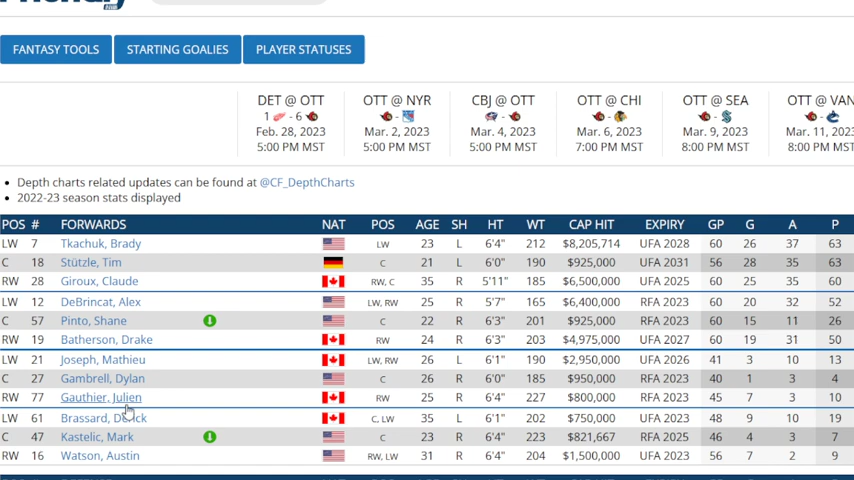 FANTASY TOOLS STARTING GOALIES PLAYER STATUSES
DET @ OTT OTT @ NYR CBJ @ OTT OTT @ CHI OTT @ SEA OTT @ VAN
1 - 6 - - - - -
Feb. 28, 2023 Mar. 2, 2023 Mar. 4, 2023 Mar. 6, 2023 Mar. 9, 2023 Mar. 11, 2023
5:00 PM MST 5:00 PM MST 5:00 PM MST 7:00 PM MST 8:00 PM MST 8:00 PM MST
• Depth charts related updates can be found at @CF_DepthCharts
• 2022-23 season stats displayed
POS # FORWARDS NAT POS AGE SH HT WT CAP HIT EXPIRY GP G A P
LW 7 Tkachuk, Brady LW 23 L 6'4" 212 $8,205,714 UFA 2028 60 26 37 63
C 18 Stützle, Tim C 21 L 6'0" 190 $925,000 UFA 2031 56 28 35 63
RW 28 Giroux, Claude RW, C 35 R 5'11" 185 $6,500,000 UFA 2025 60 25 35 60
LW 12 DeBrincat, Alex LW, RW 25 R 5'7" 165 $6,400,000 RFA 2023 60 20 32 52
C 57 Pinto, Shane C 22 R 6'3" 201 $925,000 RFA 2023 60 15 11 26
RW 19 Batherson, Drake RW 24 R 6'3" 203 $4,975,000 UFA 2027 60 19 31 50
LW 21 Joseph, Mathieu LW, RW 26 L 6'1" 190 $2,950,000 UFA 2026 41 3 10 13
C 27 Gambrell, Dylan C 26 R 6'0" 185 $950,000 RFA 2023 40 1 3 4
RW 77 Gauthier, Julien RW 25 R 6'4" 227 $800,000 RFA 2023 45 7 3 10
LW 61 Brassard, Derick C, LW 35 L 6'1" 202 $750,000 UFA 2023 48 9 10 19
C 47 Kastelic, Mark C 23 R 6'4" 223 $821,667 RFA 2025 46 4 3 7
RW 16 Watson, Austin RW, LW 31 R 6'4" 204 $1,500,000 UFA 2023 56 7 2 9